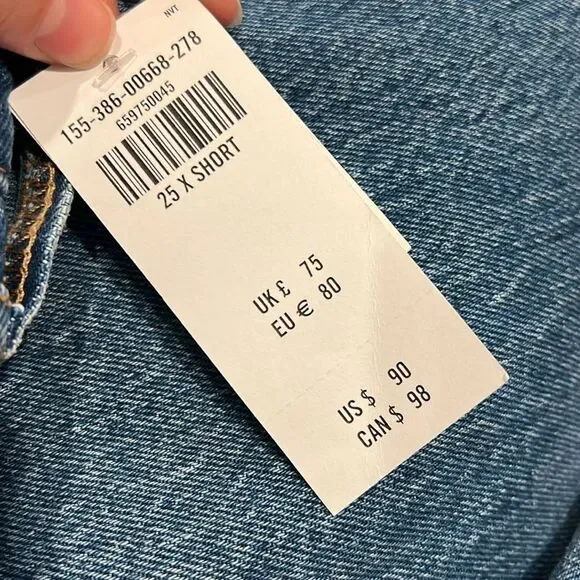 NVT
155-386-00668-278
659750045
25 X SHORT
UK £ 75
EU € 80
US $ 90
CAN $ 98